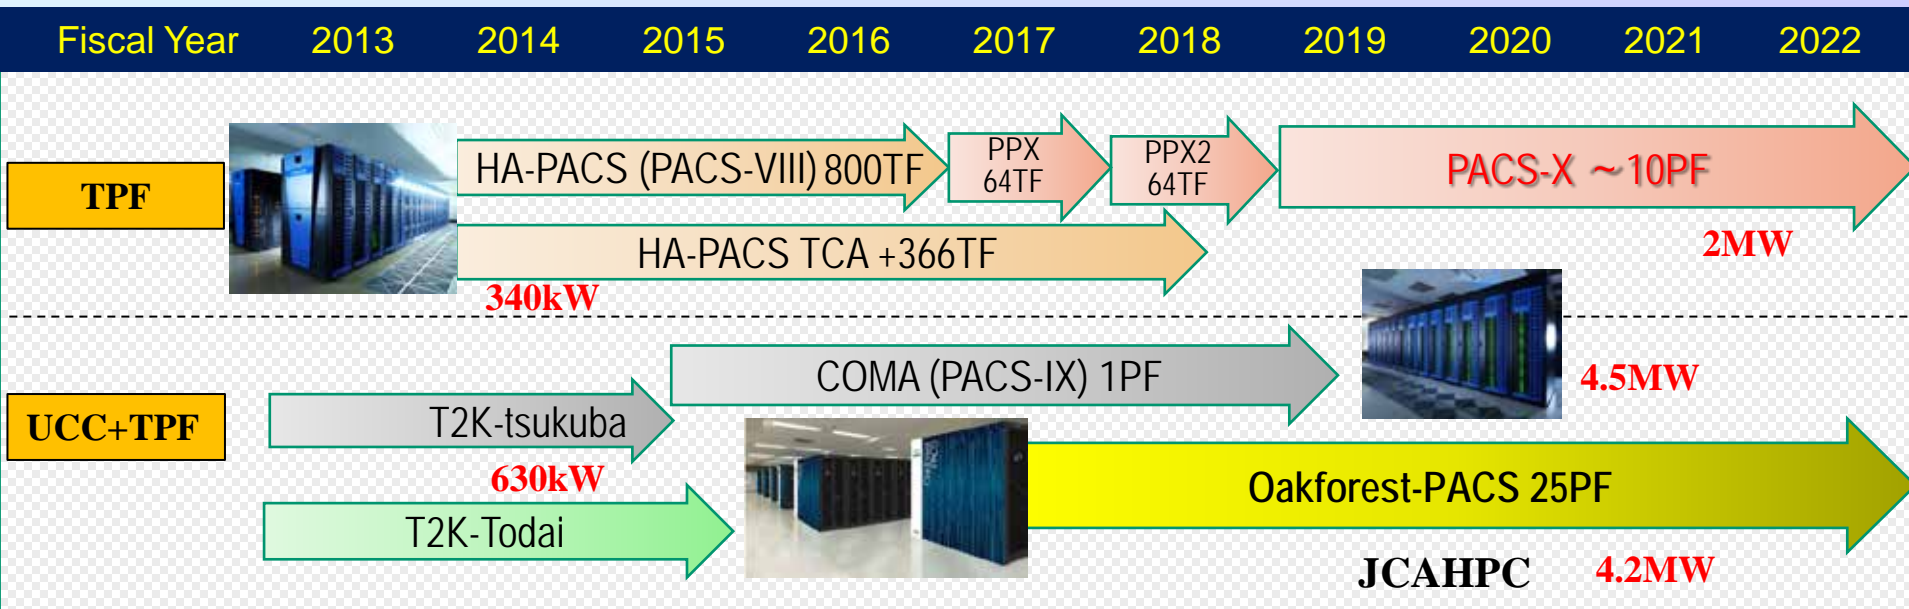 Fiscal Year 2013 2014 2015 2016 2017 2018 2019 2020 2021 2022
TPF
HA-PACS (PACS-VIII) 800TF
PPX
64TF
PPX2
64TF
PACS-X ~10PF
HA-PACS TCA +366TF
2MW
340kW
UCC+TPF
COMA (PACS-IX) 1PF
4.5MW
T2K-tsukuba
630kW
Oakforest-PACS 25PF
T2K-Todai
JCAHPC 4.2MW